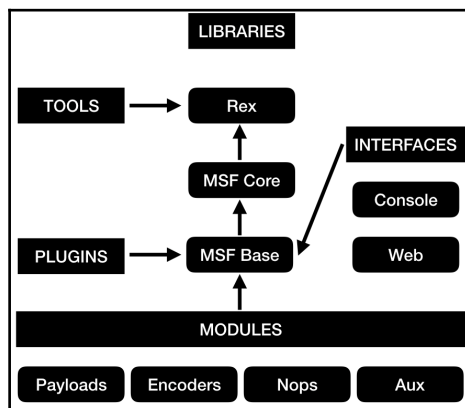 LIBRARIES
TOOLS
Rex
INTERFACES
MSF Core
Console
PLUGINS
MSF Base
Web
MODULES
Payloads
Encoders
Nops
Aux